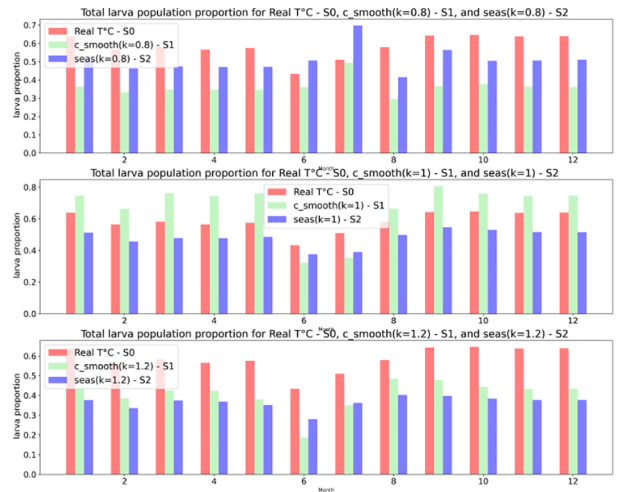 Total larva population proportion for Real T°C - S0, c_smooth(k=0.8) - S1, and seas(k=0.8) - S2
0.7
0.6
0.5
0.4
0.3
0.2
0.1
0.0
larva proportion
Real T°C - S0
c_smooth(k=0.8) - S1
seas(k=0.8) - S2
2
4
6
8
10
12
Month
Total larva population proportion for Real T°C - S0, c_smooth(k=1) - S1, and seas(k=1) - S2
0.8
0.6
0.4
0.2
0.0
larva proportion
Real T°C - S0
c_smooth(k=1) - S1
seas(k=1) - S2
2
4
6
8
10
12
Month
Total larva population proportion for Real T°C - S0, c_smooth(k=1.2) - S1, and seas(k=1.2) - S2
0.6
0.5
0.4
0.3
0.2
0.1
0.0
larva proportion
Real T°C - S0
c_smooth(k=1.2) - S1
seas(k=1.2) - S2
2
4
6
8
10
12
Month